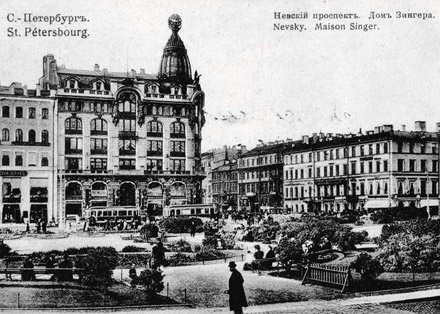 С.-Петербургъ.
St. Pétersbourg.
Невскій проспектъ. Домъ Зингера.
Nevsky. Maison Singer.